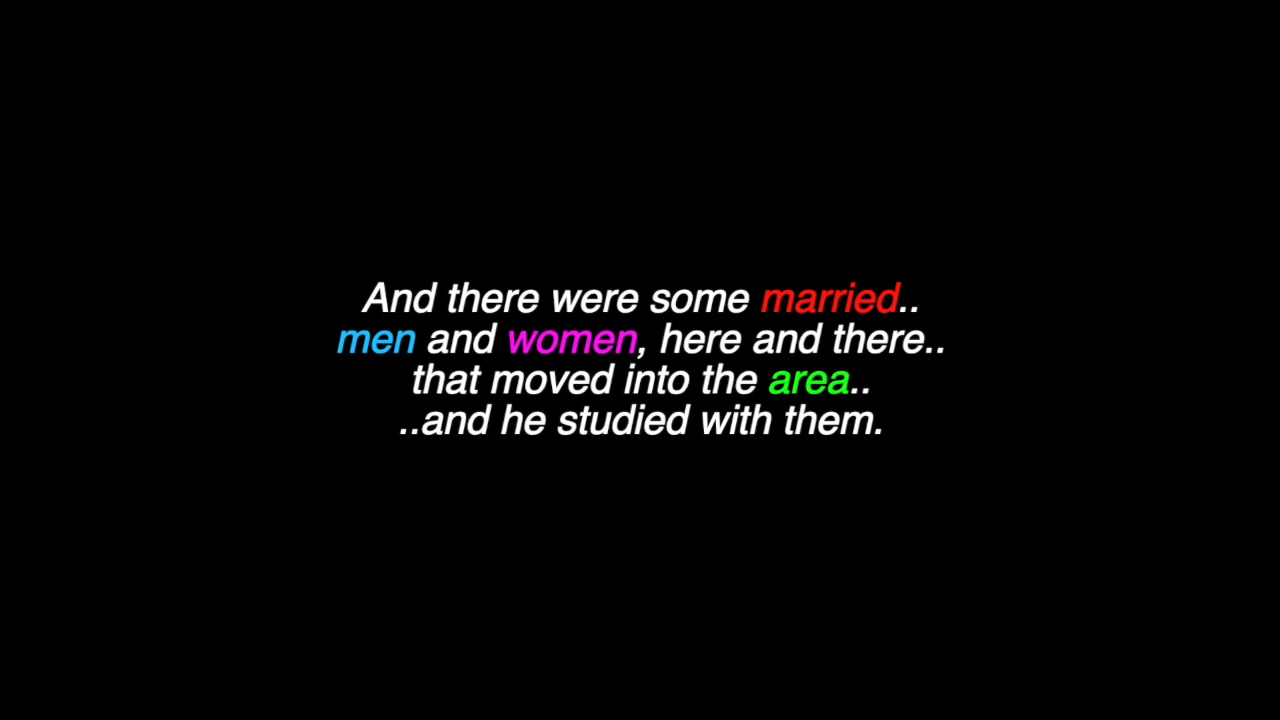 And there were some married..
men and women, here and there..
that moved into the area..
..and he studied with them.